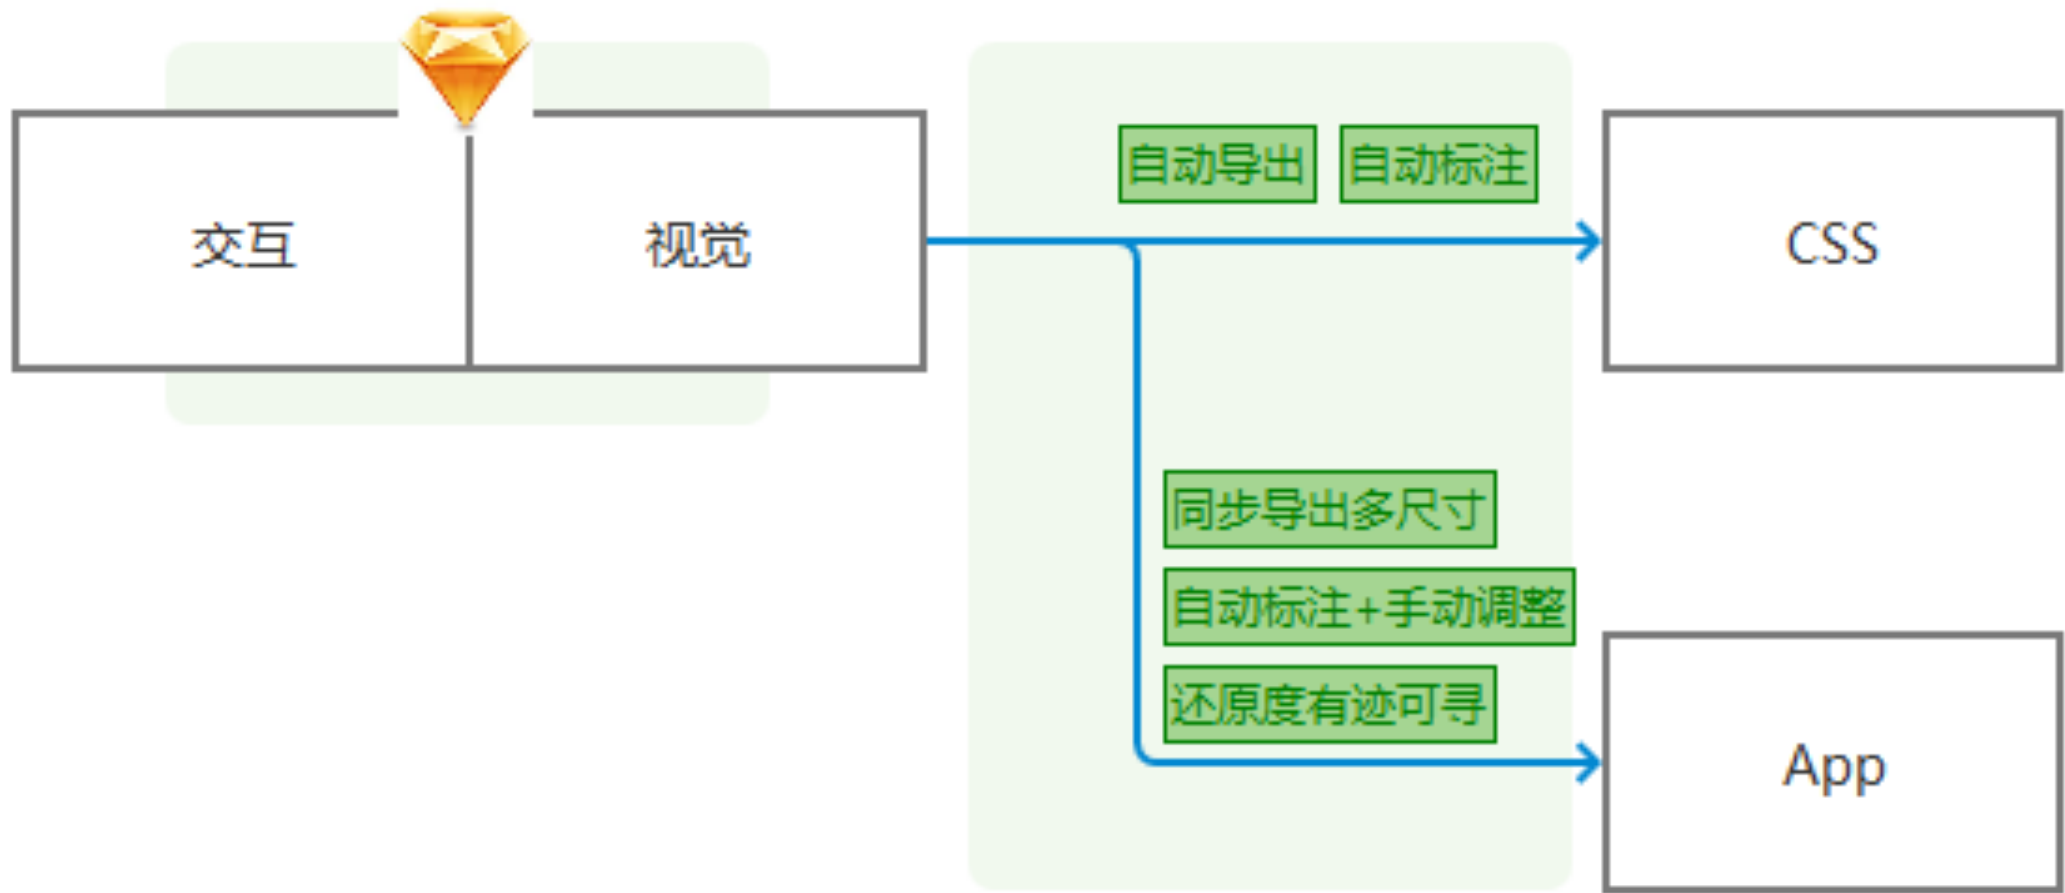 自动导出 自动标注
交互 视觉 CSS
同步导出多尺寸
自动标注+手动调整
还原度有迹可寻
App